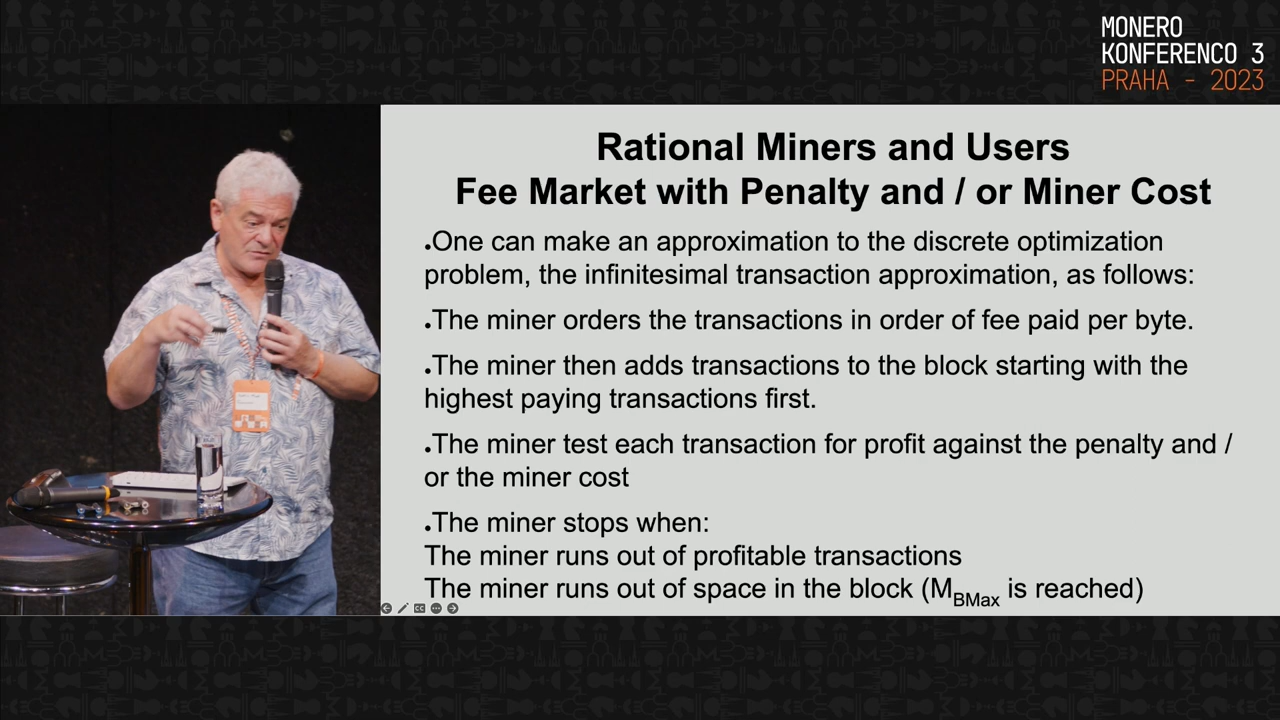 MONERO
KONFERENCO 3
PRAHA - 2023
Rational Miners and Users
Fee Market with Penalty and / or Miner Cost
.One can make an approximation to the discrete optimization
problem, the infinitesimal transaction approximation, as follows:
.The miner orders the transactions in order of fee paid per byte.
.The miner then adds transactions to the block starting with the
highest paying transactions first.
.The miner test each transaction for profit against the penalty and /
or the miner cost
.The miner stops when:
The miner runs out of profitable transactions
The miner runs out of space in the block (MBMax is reached)